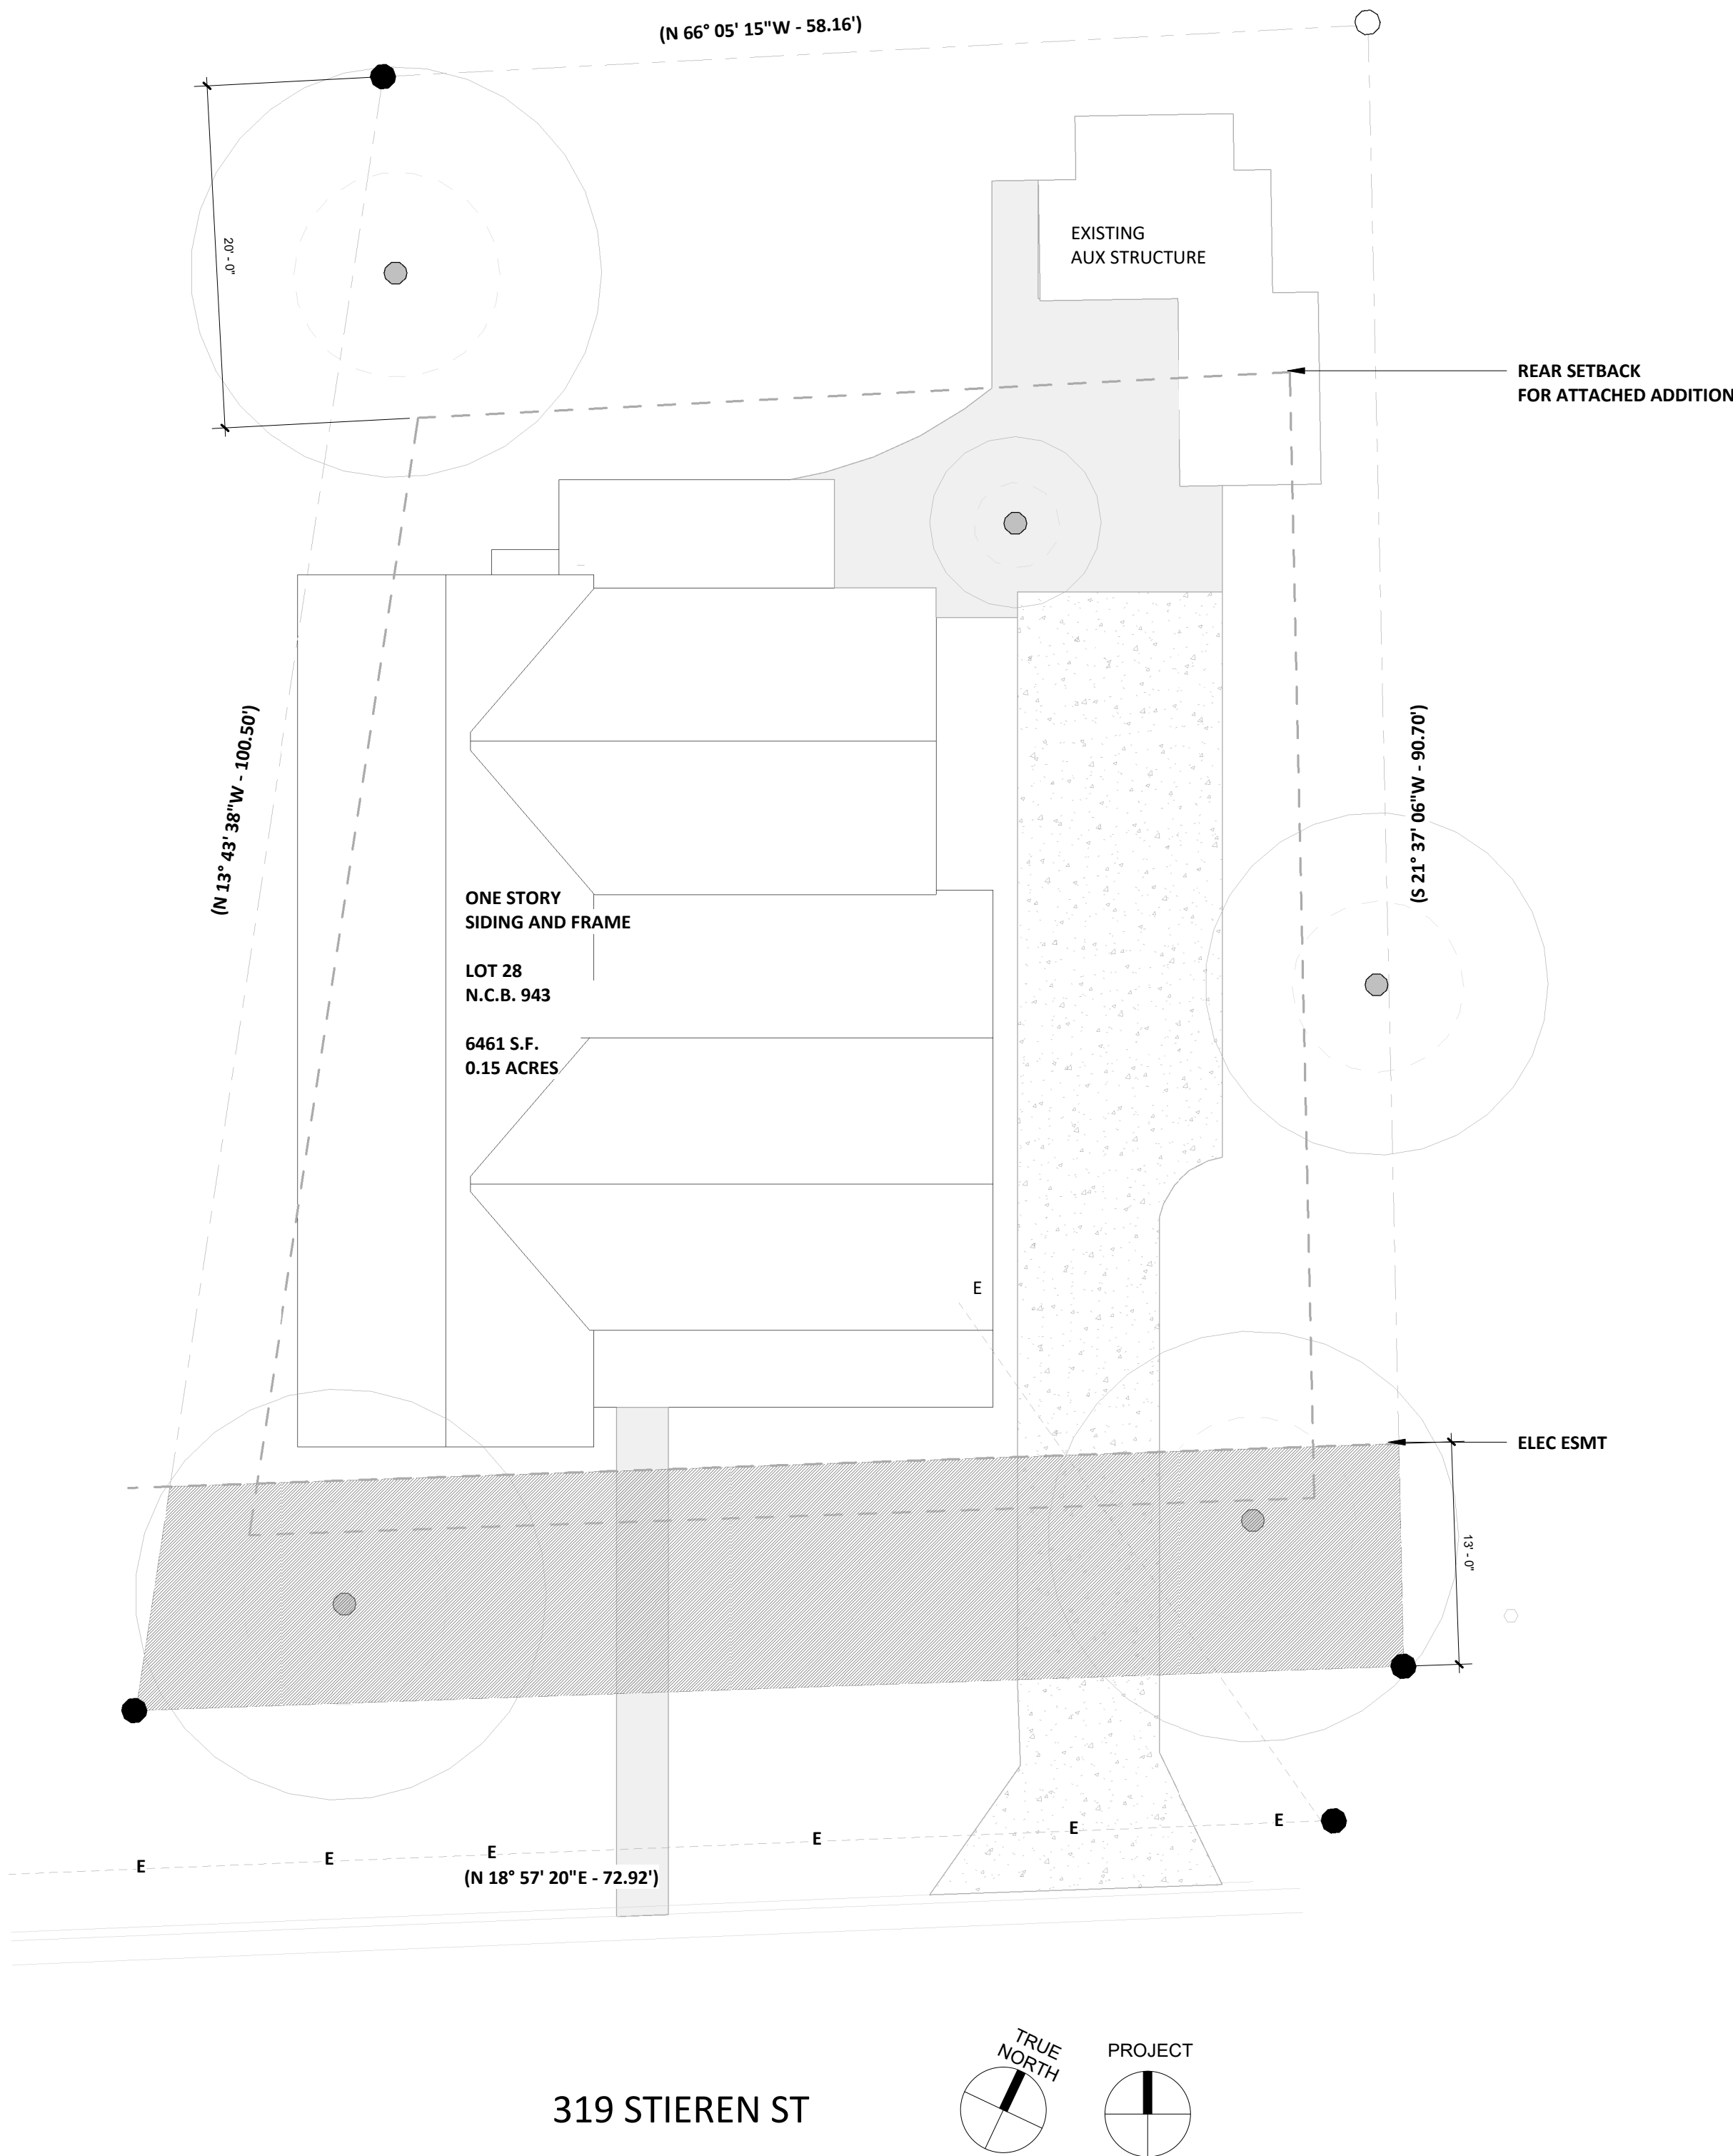 (N 66° 05' 15"W - 58.16')
20' - 0"
EXISTING
AUX STRUCTURE
REAR SETBACK
FOR ATTACHED ADDITION
(N 13° 43' 38"W - 100.50')
(S 21° 37' 06"W - 90.70')
ONE STORY
SIDING AND FRAME
LOT 28
N.C.B. 943
6461 S.F.
0.15 ACRES
E
ELEC ESMT
13' - 0"
E
E
E
E
E
E
(N 18° 57' 20"E - 72.92')
TRUE
NORTH
PROJECT
319 STIEREN ST